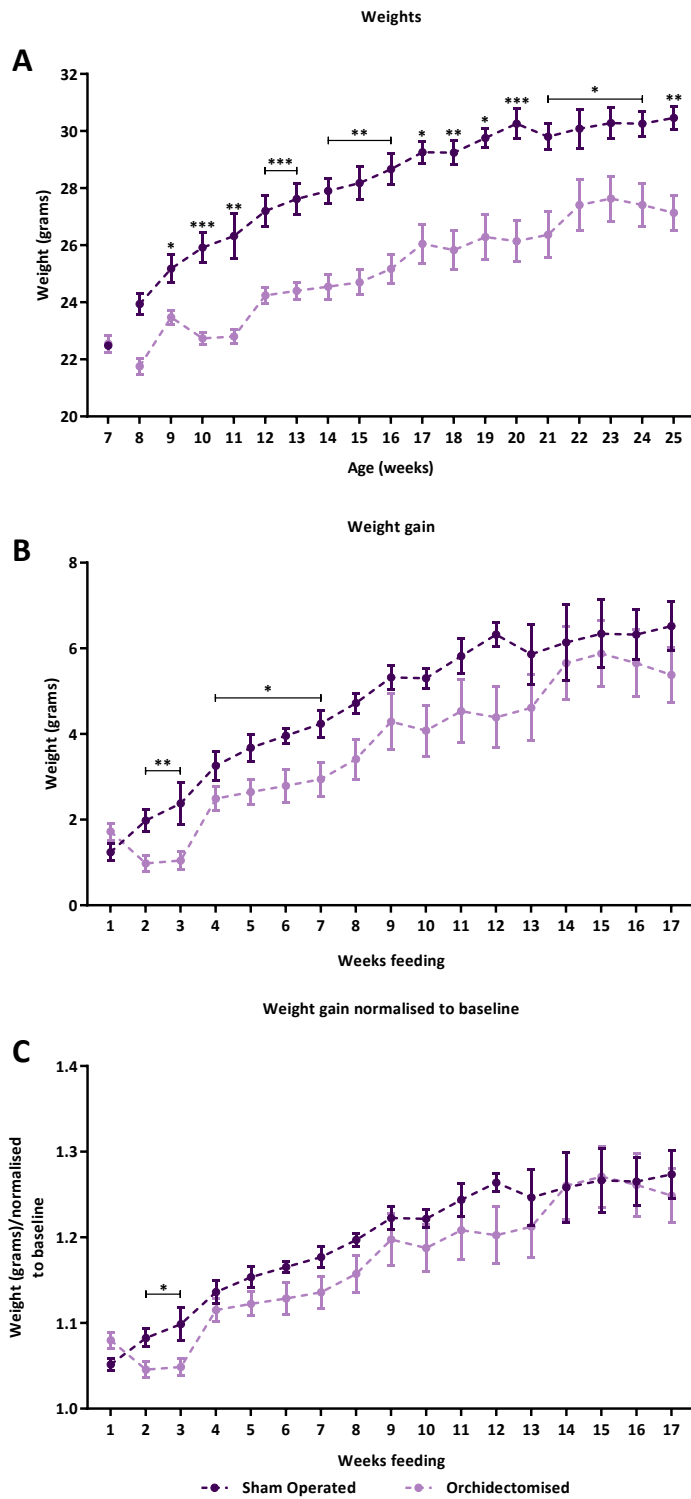 Weights
A
32
30
28
26
24
22
20
Weight (grams)
*
***
**
***
**
*
**
*
***
*
**
7 8 9 10 11 12 13 14 15 16 17 18 19 20 21 22 23 24 25
Age (weeks)
Weight gain
B
8
6
4
2
0
Weight (grams)
**
*
1 2 3 4 5 6 7 8 9 10 11 12 13 14 15 16 17
Weeks feeding
Weight gain normalised to baseline
C
1.4
1.3
1.2
1.1
1.0
Weight (grams)/normalised
to baseline
*
1 2 3 4 5 6 7 8 9 10 11 12 13 14 15 16 17
Weeks feeding
Sham Operated Orchidectomised